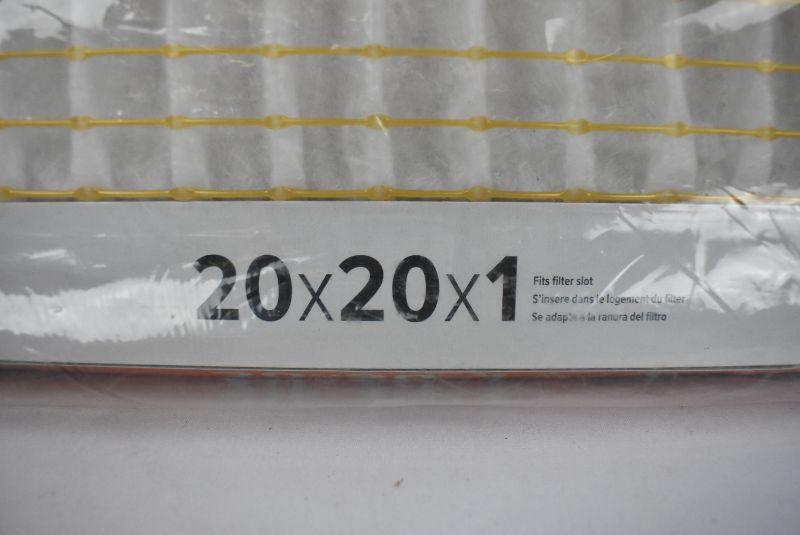 20x20x1
Fits filter slot
S'insere dans le logement du filter
Se adapta a la ranura del filtro